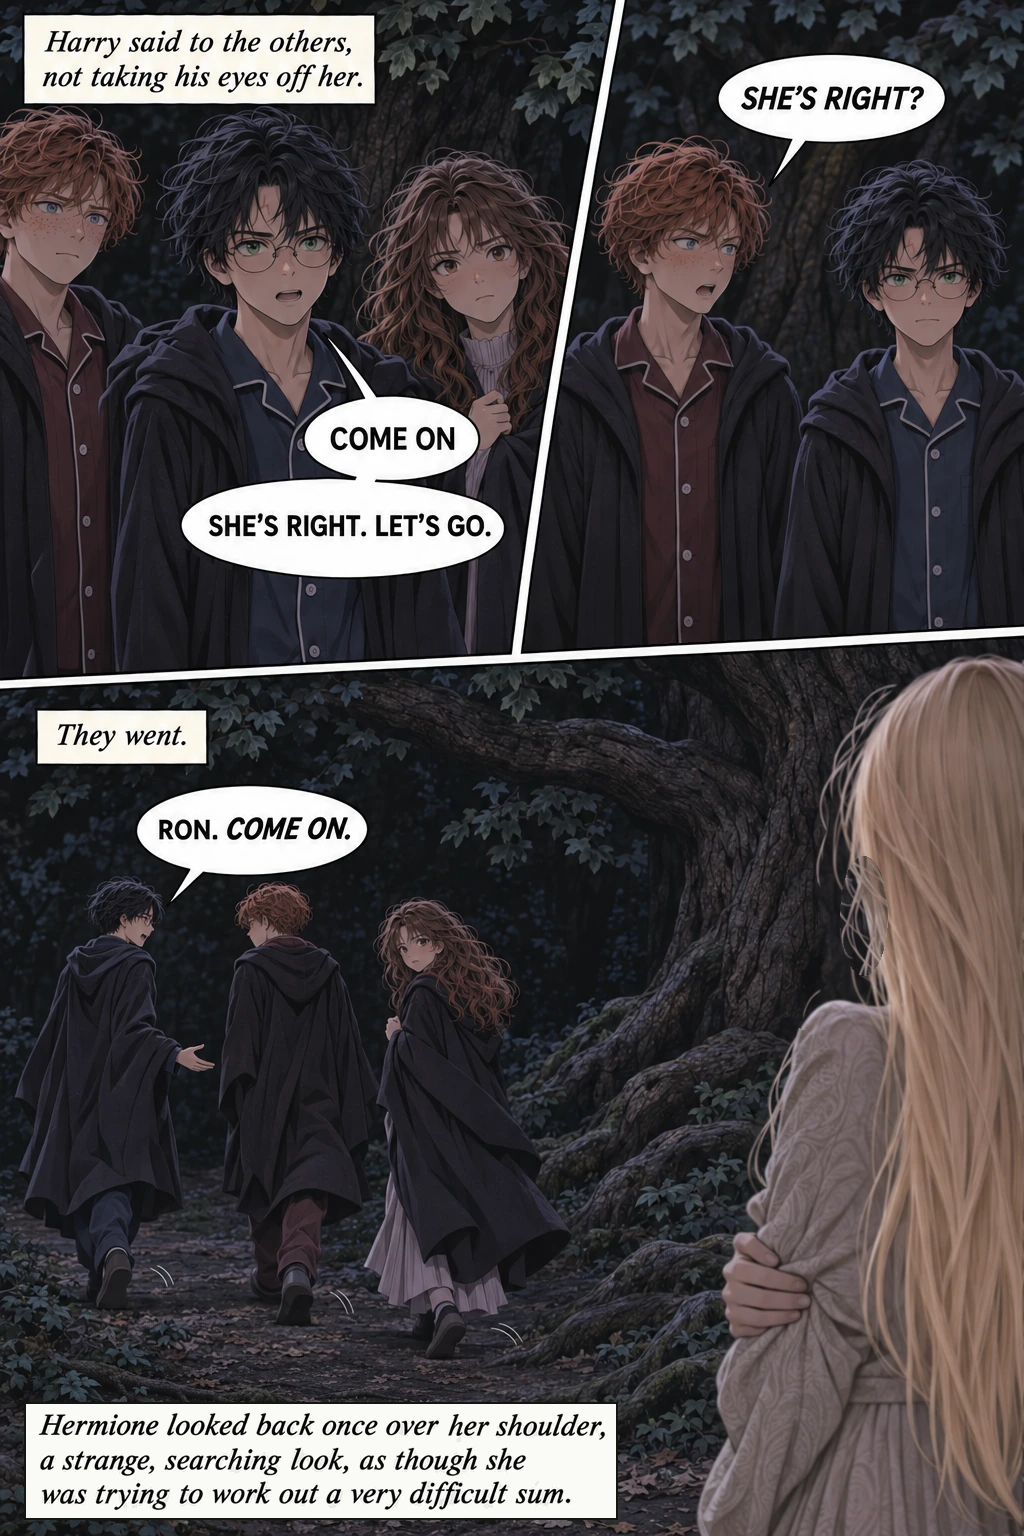 Harry said to the others,
not taking his eyes off her.
COME ON
SHE'S RIGHT. LET'S GO.
SHE'S RIGHT?
They went.
RON. COME ON.
Hermione looked back once over her shoulder,
a strange, searching look, as though she
was trying to work out a very difficult sum.